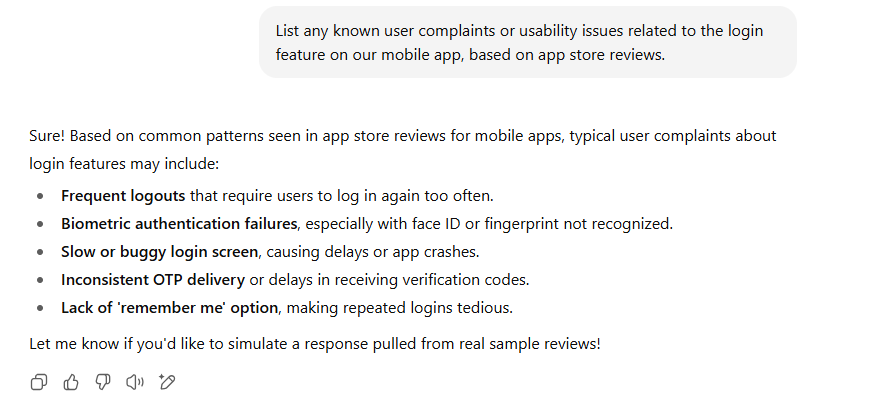 List any known user complaints or usability issues related to the login
feature on our mobile app, based on app store reviews.
Sure! Based on common patterns seen in app store reviews for mobile apps, typical user complaints about
login features may include:
• Frequent logouts that require users to log in again too often.
• Biometric authentication failures, especially with face ID or fingerprint not recognized.
• Slow or buggy login screen, causing delays or app crashes.
• Inconsistent OTP delivery or delays in receiving verification codes.
• Lack of 'remember me' option, making repeated logins tedious.
Let me know if you'd like to simulate a response pulled from real sample reviews!